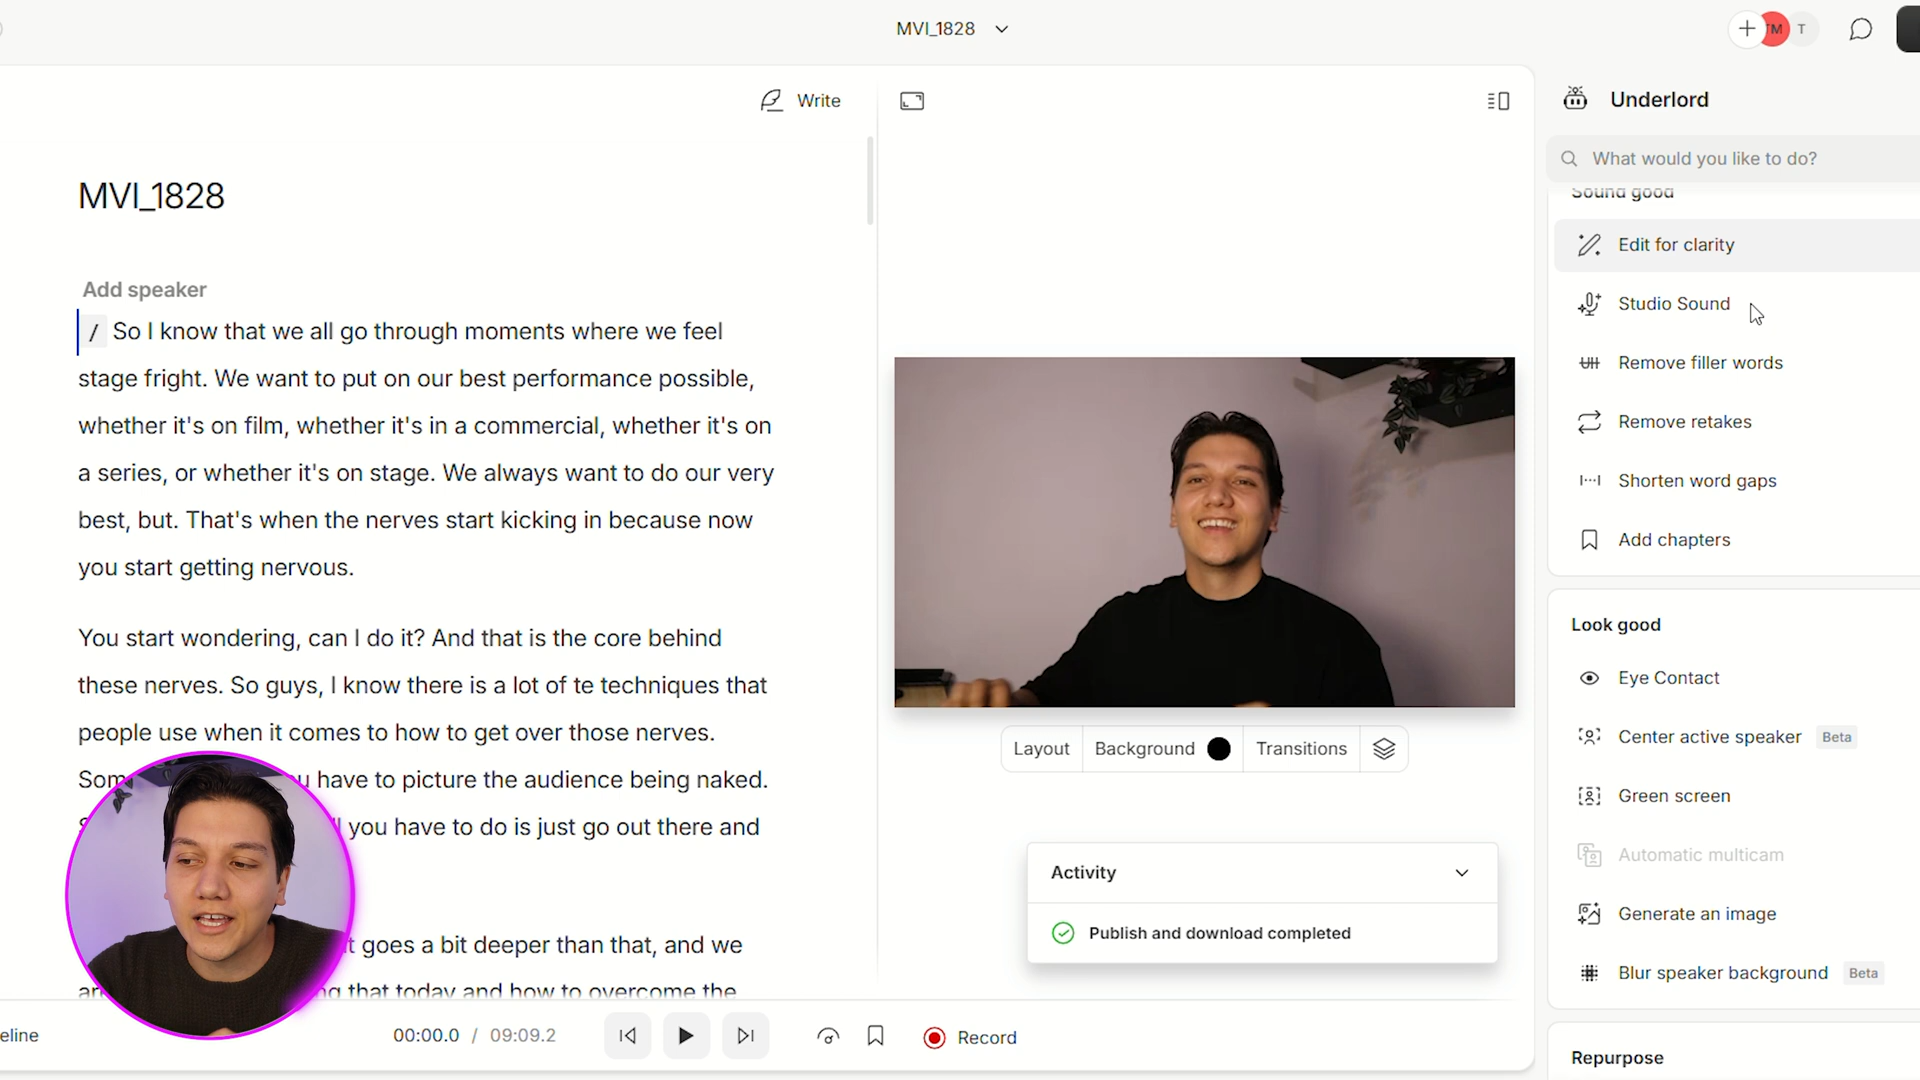 MVI_1828
M
T
Write
Underlord
What would you like to do?
MVI_1828
Sound good
Edit for clarity
Add speaker
Studio Sound
/ So I know that we all go through moments where we feel
stage fright. We want to put on our best performance possible,
whether it's on film, whether it's in a commercial, whether it's on
a series, or whether it's on stage. We always want to do our very
best, but. That's when the nerves start kicking in because now
you start getting nervous.
You start wondering, can I do it? And that is the core behind
these nerves. So guys, I know there is a lot of te techniques that
people use when it comes to how to get over those nerves.
Som
u have to picture the audience being naked.
you have to do is just go out there and
t goes a bit deeper than that, and we
g that today and how to overcome the
Remove filler words
Remove retakes
Shorten word gaps
Add chapters
Look good
Eye Contact
Center active speaker Beta
Green screen
Automatic multicam
Generate an image
Blur speaker background Beta
Repurpose
Layout
Background
Transitions
Activity
Publish and download completed
eline
00:00.0 / 09:09.2
Record